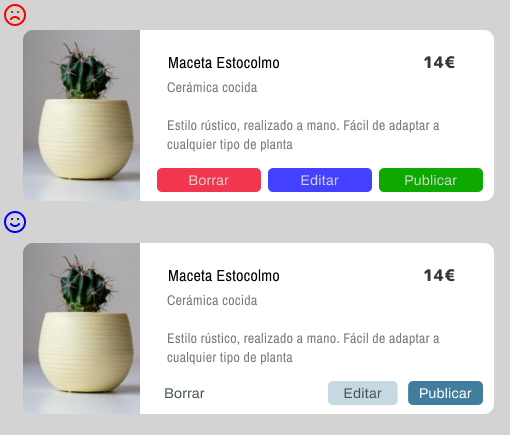 Maceta Estocolmo 14€
Cerámica cocida
Estilo rústico, realizado a mano. Fácil de adaptar a
cualquier tipo de planta
Borrar Editar Publicar
Maceta Estocolmo 14€
Cerámica cocida
Estilo rústico, realizado a mano. Fácil de adaptar a
cualquier tipo de planta
Borrar Editar Publicar